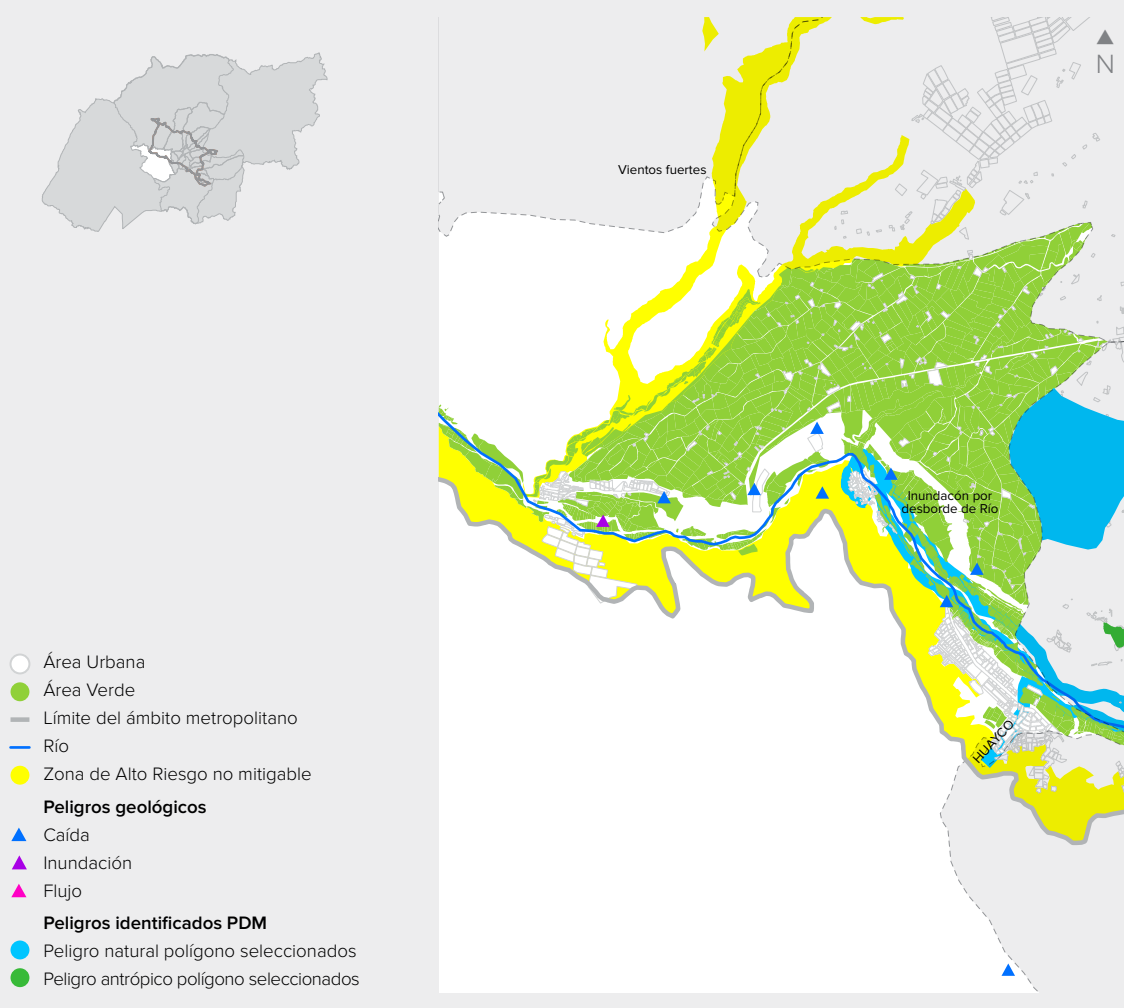 N
Vientos fuertes
Inundacón por
desborde de Río
HUAYCO
Área Urbana
Área Verde
Límite del ámbito metropolitano
Río
Zona de Alto Riesgo no mitigable
Peligros geológicos
Caída
Inundación
Flujo
Peligros identificados PDM
Peligro natural polígono seleccionados
Peligro antrópico polígono seleccionados